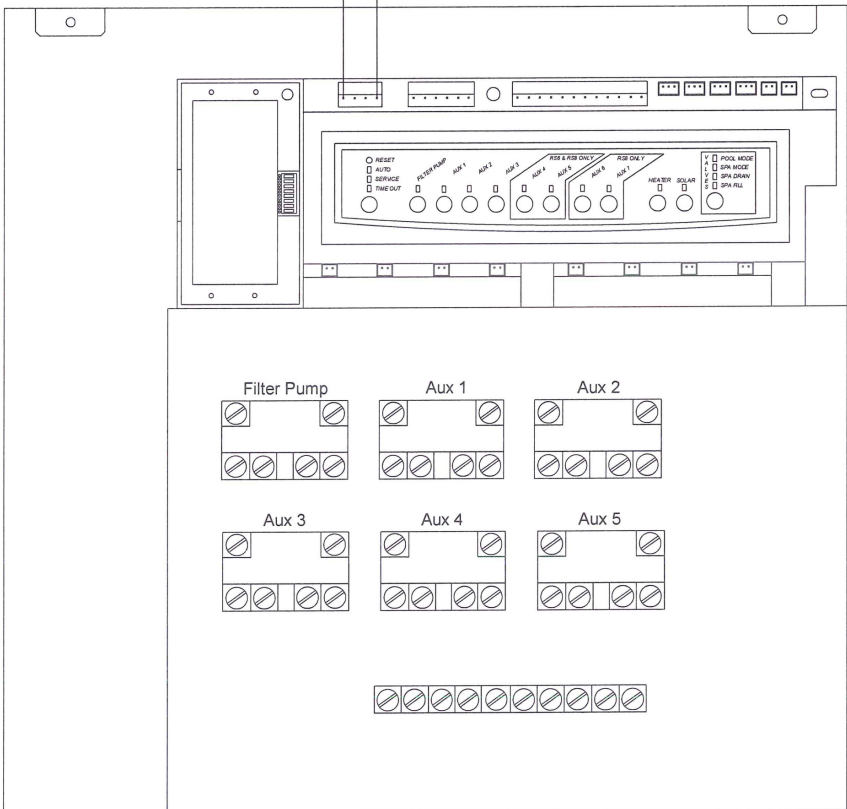 RESET
AUTO
SERVICE
TIME OUT
FILTER PUMP
AUX 1
AUX 2
AUX 3
RS6 & RS8 ONLY
AUX 4
AUX 5
RS8 ONLY
AUX 6
AUX 7
HEATER
SOLAR
VALVES
POOL MODE
SPA MODE
SPA DRAIN
SPA FILL
Filter Pump
Aux 1
Aux 2
Aux 3
Aux 4
Aux 5